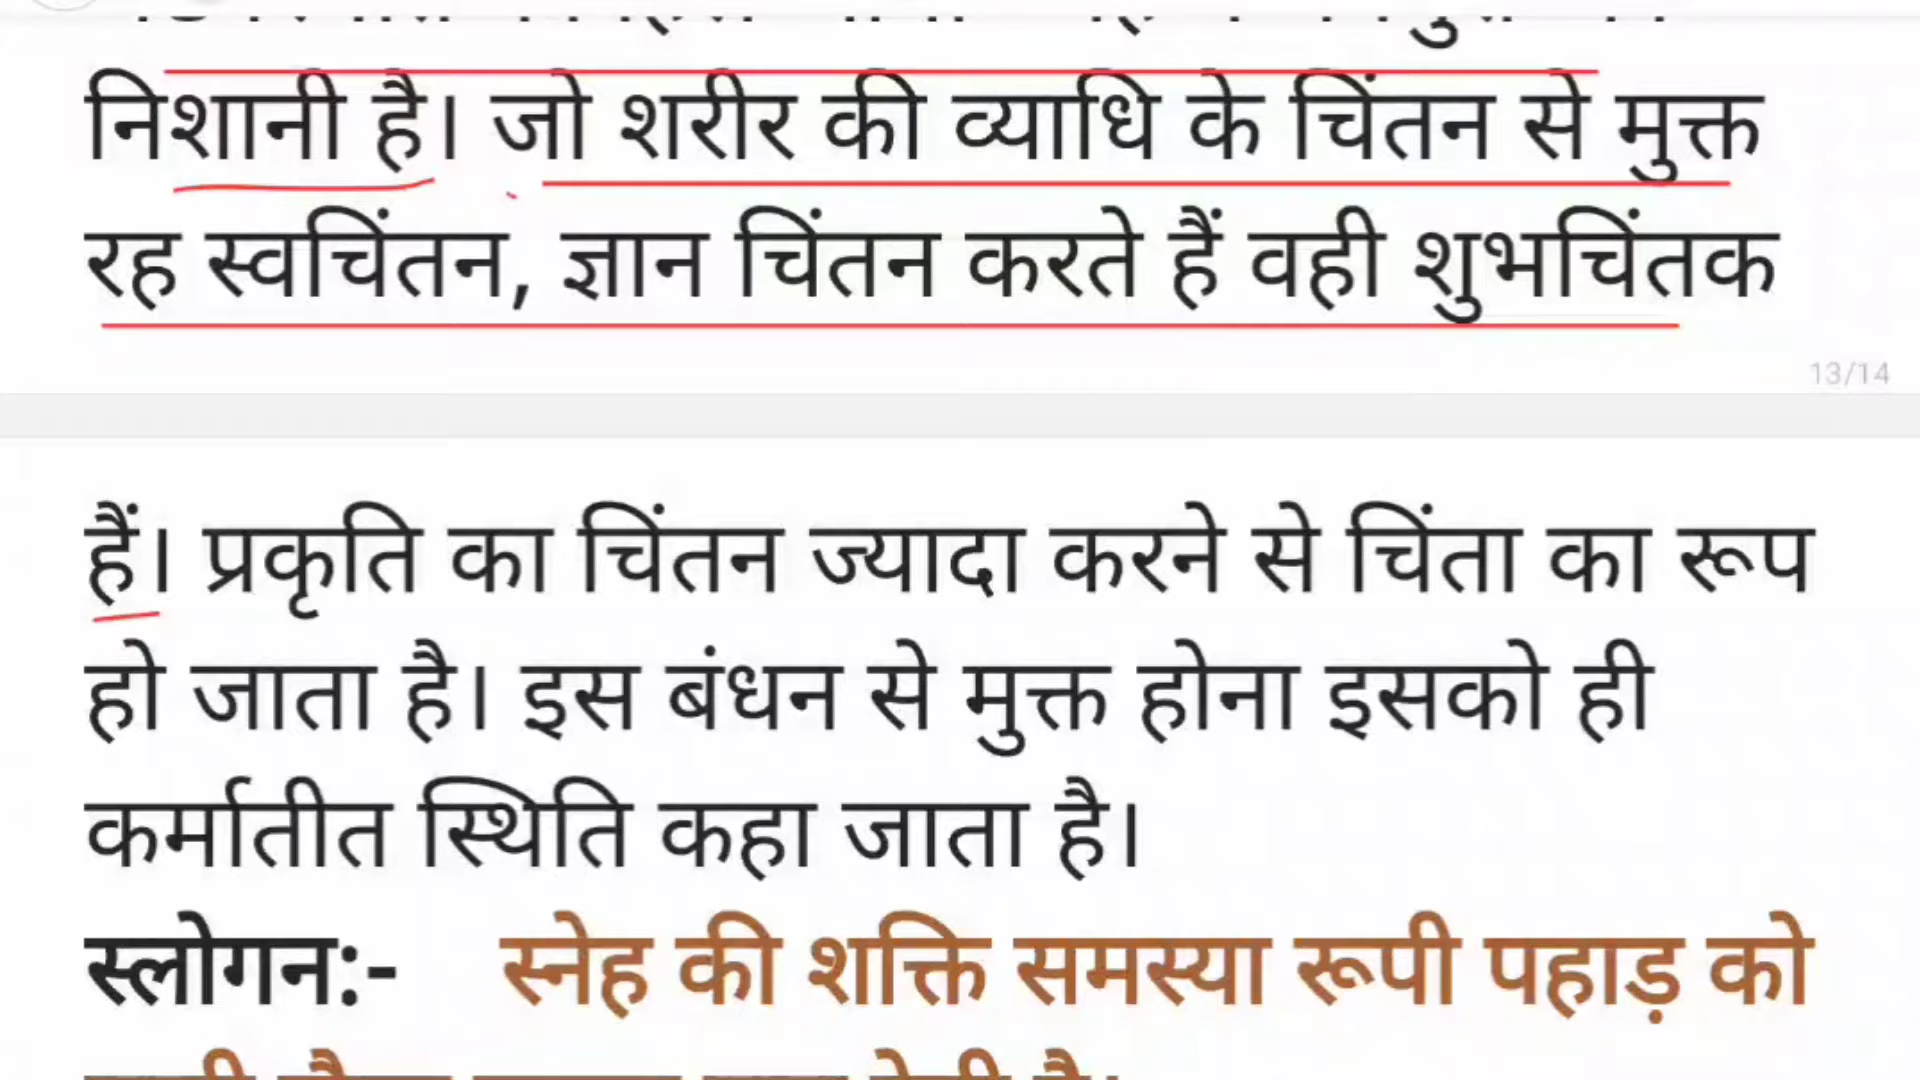 निशानी है। जो शरीर की व्याधि के चिंतन से मुक्त
रह स्वचिंतन, ज्ञान चिंतन करते हैं वही शुभचिंतक
13/14
हैं। प्रकृति का चिंतन ज्यादा करने से चिंता का रूप
हो जाता है। इस बंधन से मुक्त होना इसको ही
कर्मातीत स्थिति कहा जाता है।
स्लोगन:- स्नेह की शक्ति समस्या रूपी पहाड़ को